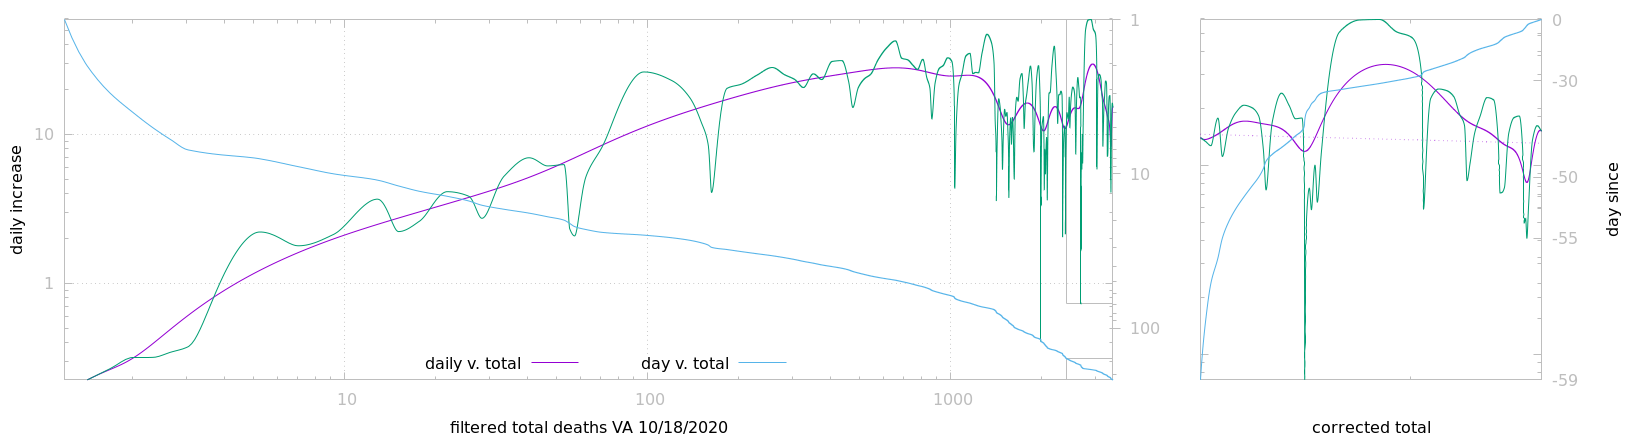 daily increase
10
1
daily v. total
day v. total
10
100
1000
filtered total deaths VA 10/18/2020
1
10
100
0
-30
-50
-55
-59
day since
corrected total